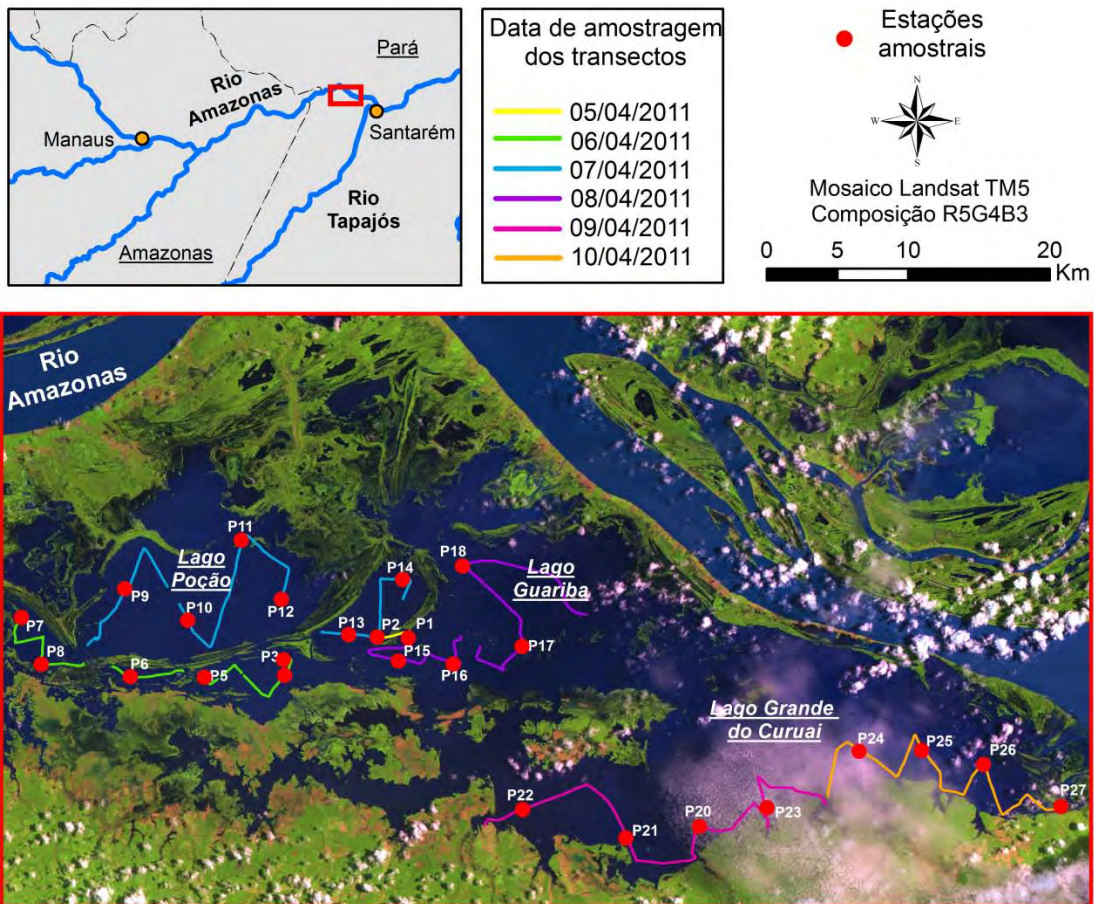 Pará
Rio
Amazonas
Manaus
Santarém
Rio
Tapajós
Amazonas
Data de amostragem
dos transectos
05/04/2011
06/04/2011
07/04/2011
08/04/2011
09/04/2011
10/04/2011
Estações
amostrais
N
W
E
S
Mosaico Landsat TM5
Composição R5G4B3
0 5 10 20
Km
Rio
Amazonas
P11
P18
Lago
Poção
Lago
Guariba
P14
P9
P10
P12
P7
P13
P2
P1
P8
P3
P15
P17
P6
P5
P16
Lago Grande
do Curuai
P24
P25
P26
P22
P23
P27
P21
P20